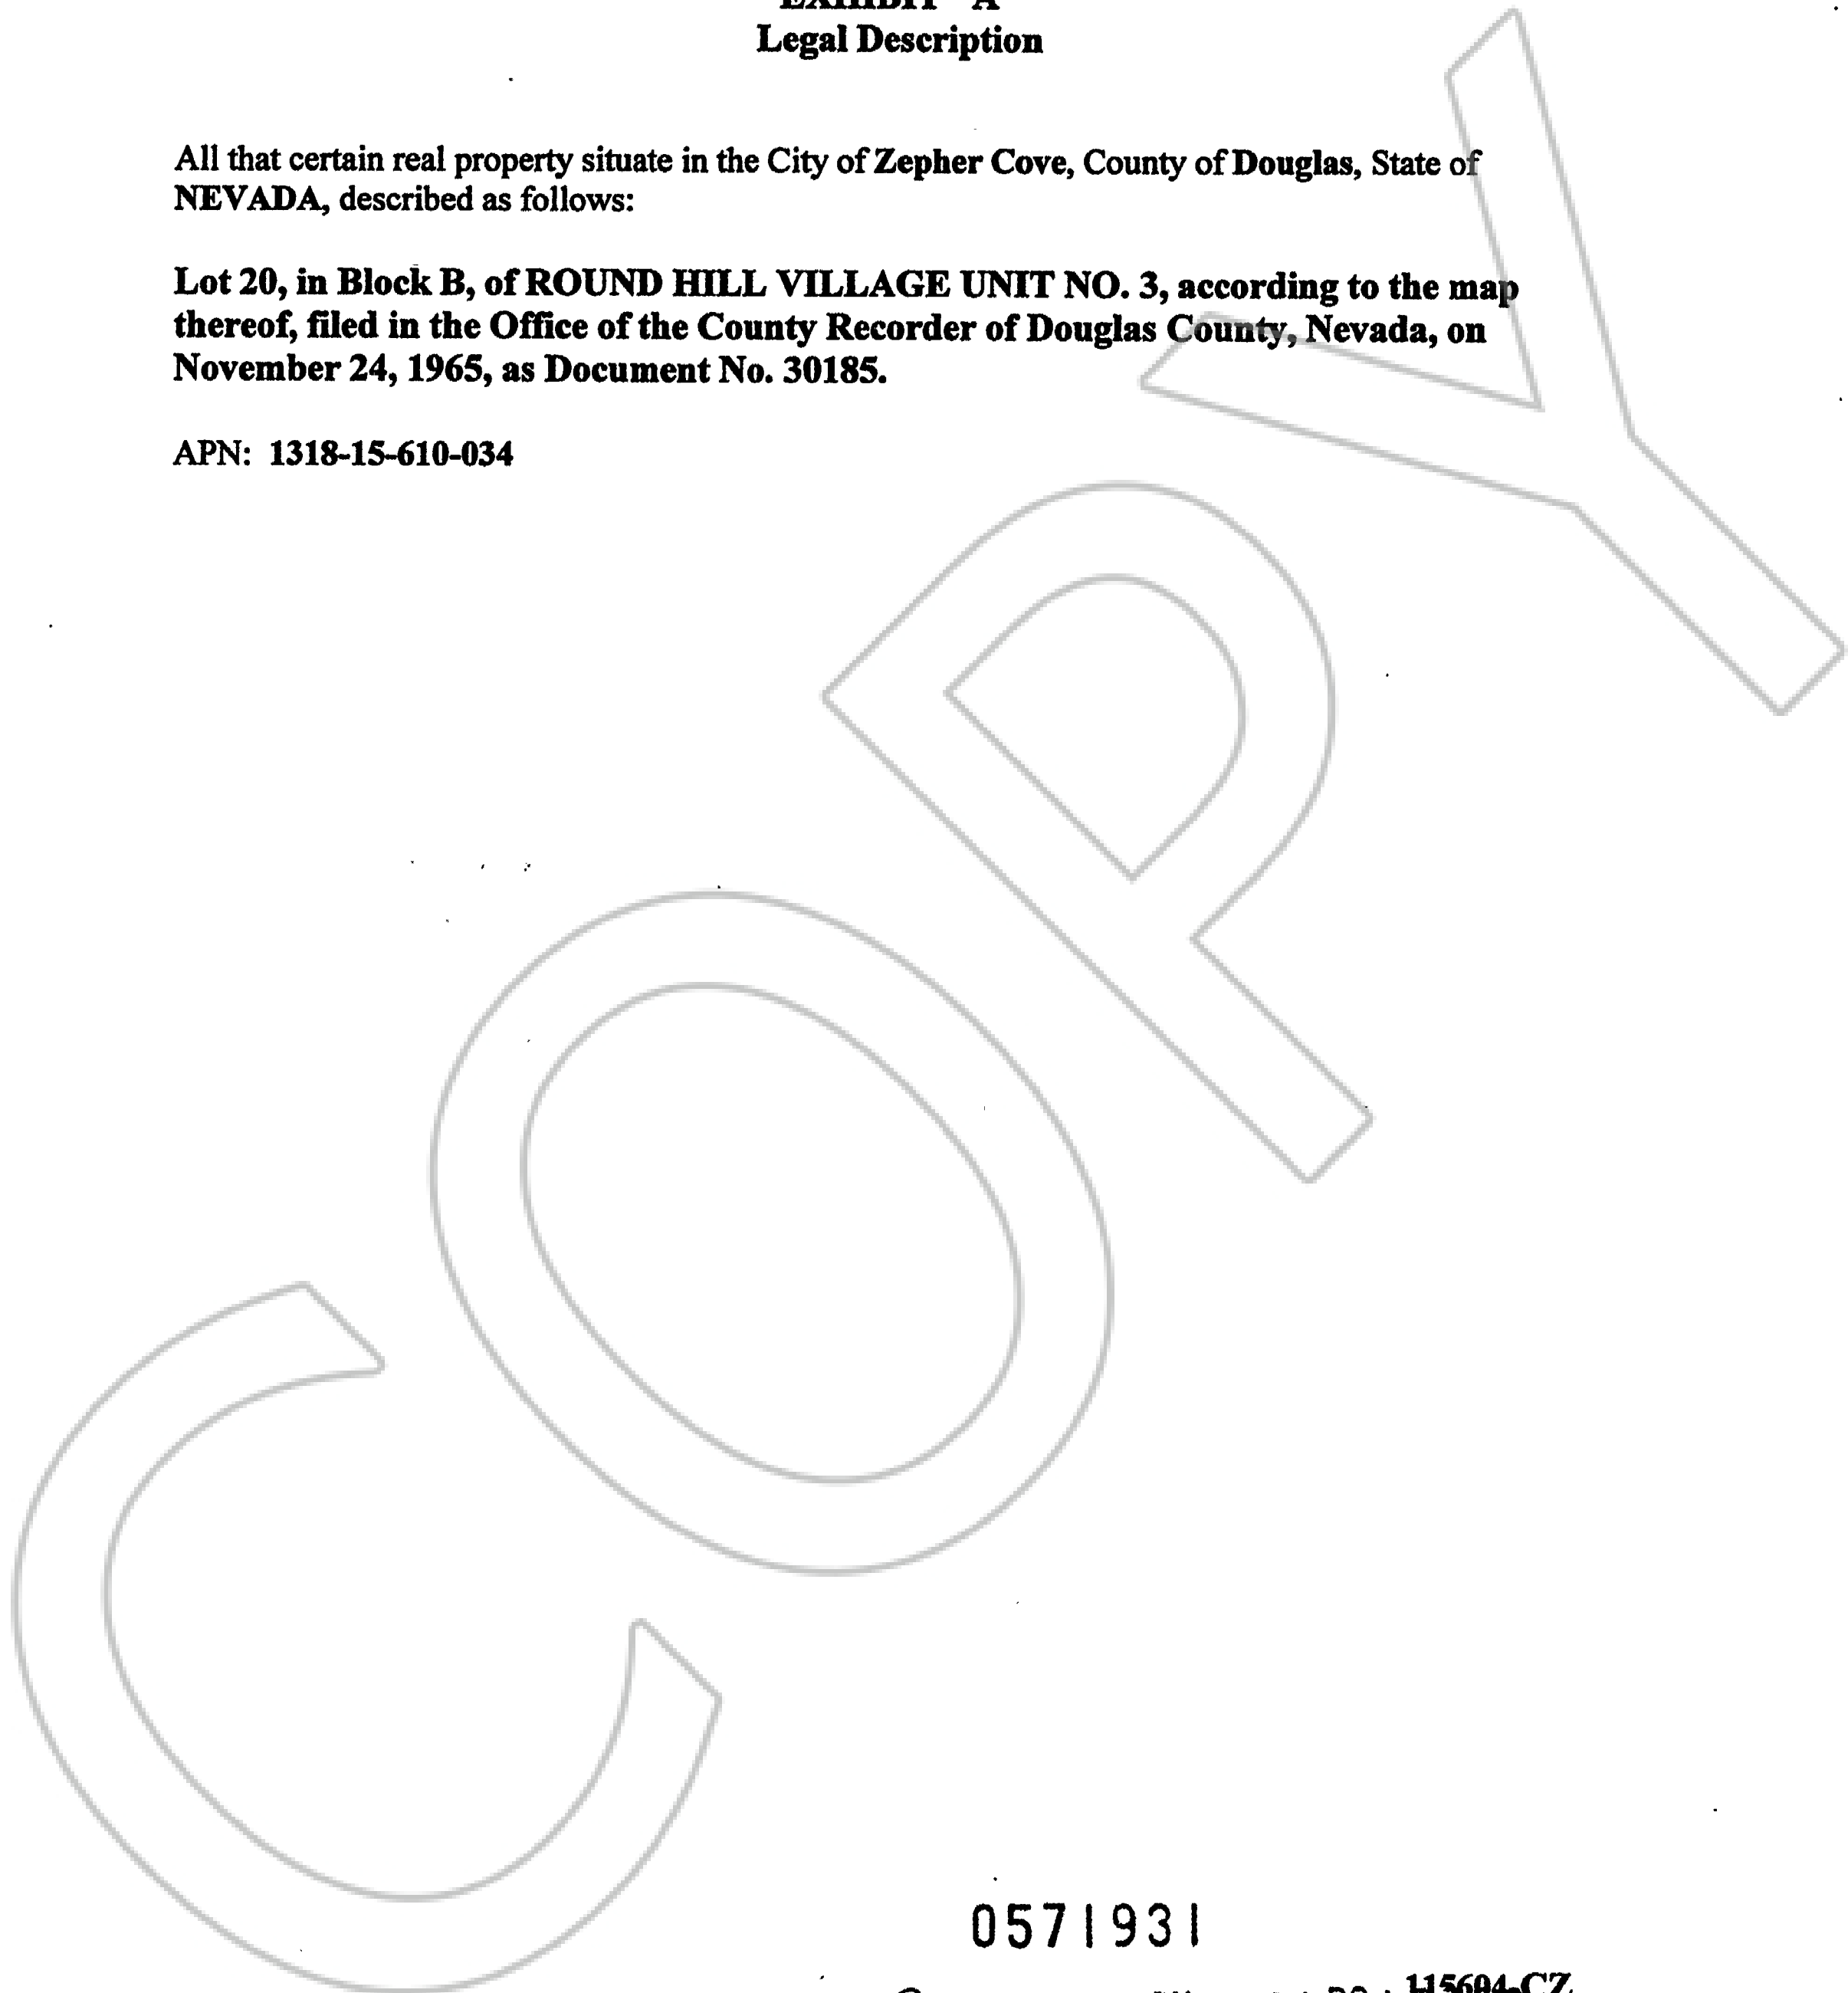 EXHIBIT "A"
Legal Description
All that certain real property situate in the City of Zepher Cove, County of Douglas, State of
NEVADA, described as follows:
Lot 20, in Block B, of ROUND HILL VILLAGE UNIT NO. 3, according to the map
thereof, filed in the Office of the County Recorder of Douglas County, Nevada, on
November 24, 1965, as Document No. 30185.
APN: 1318-15-610-034
COPY
0571931
115694-CZ